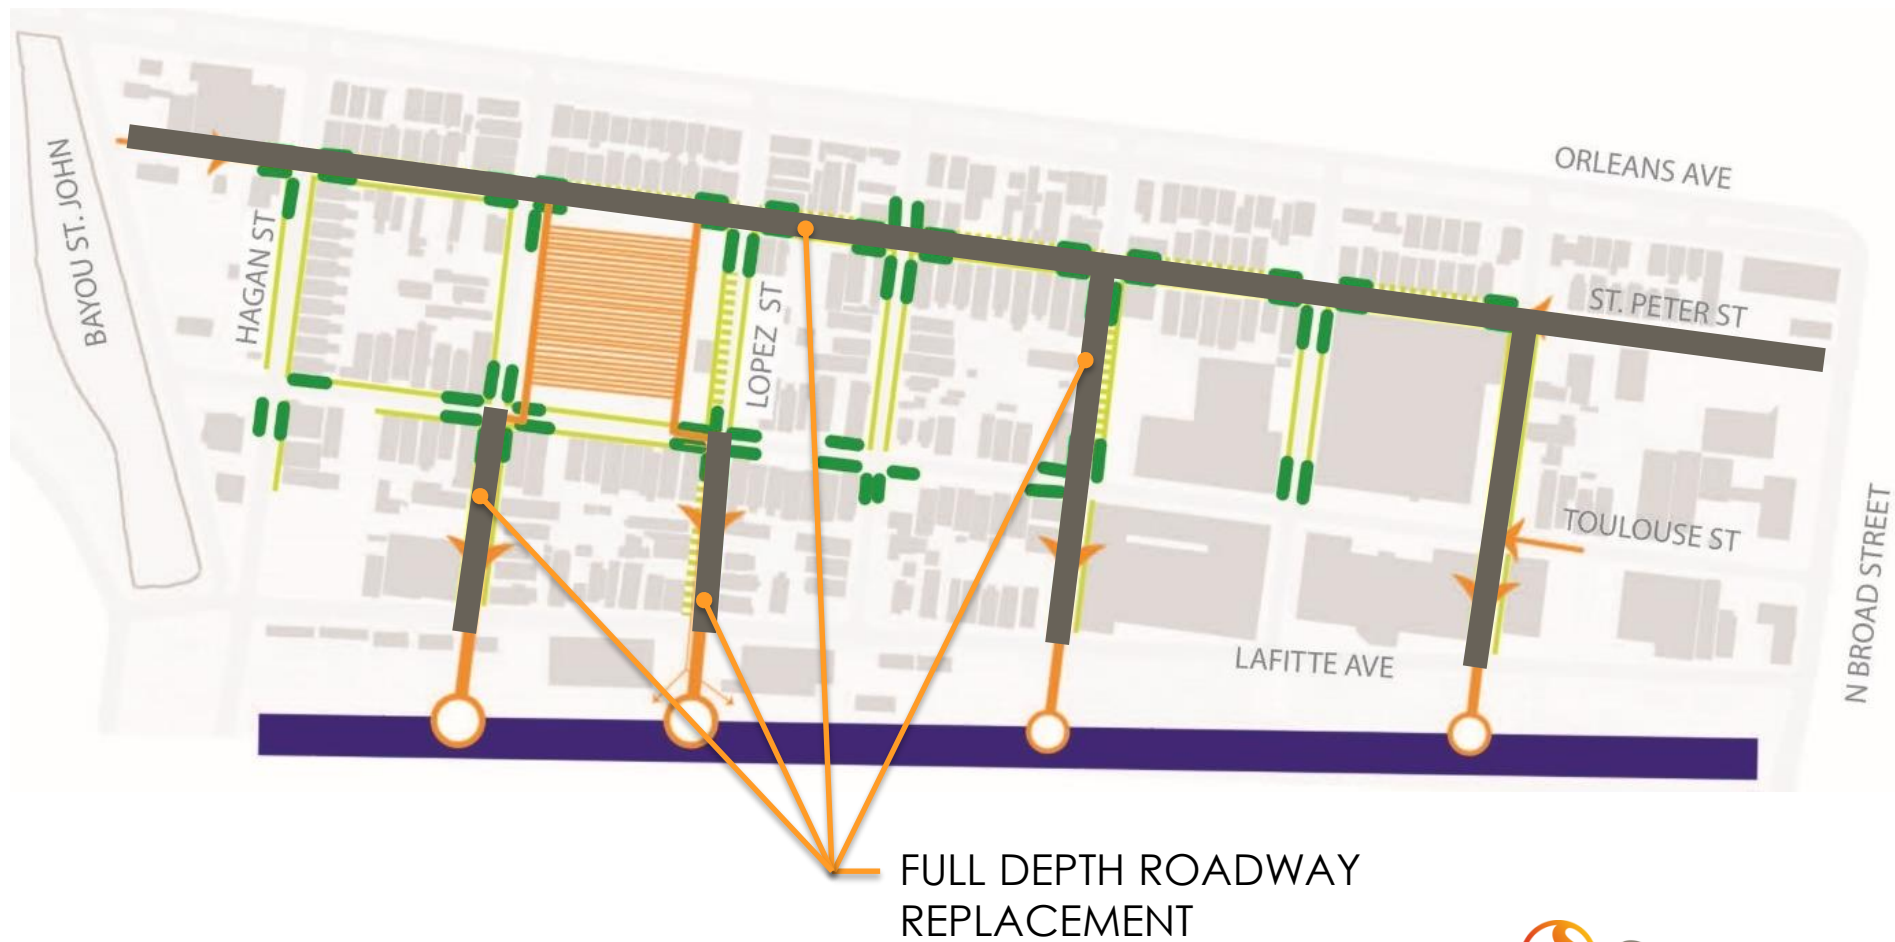 ORLEANS AVE
BAYOU ST. JOHN
HAGAN ST
LOPEZ ST
ST. PETER ST
TOULOUSE ST
N BROAD STREET
LAFITTE AVE
FULL DEPTH ROADWAY
REPLACEMENT